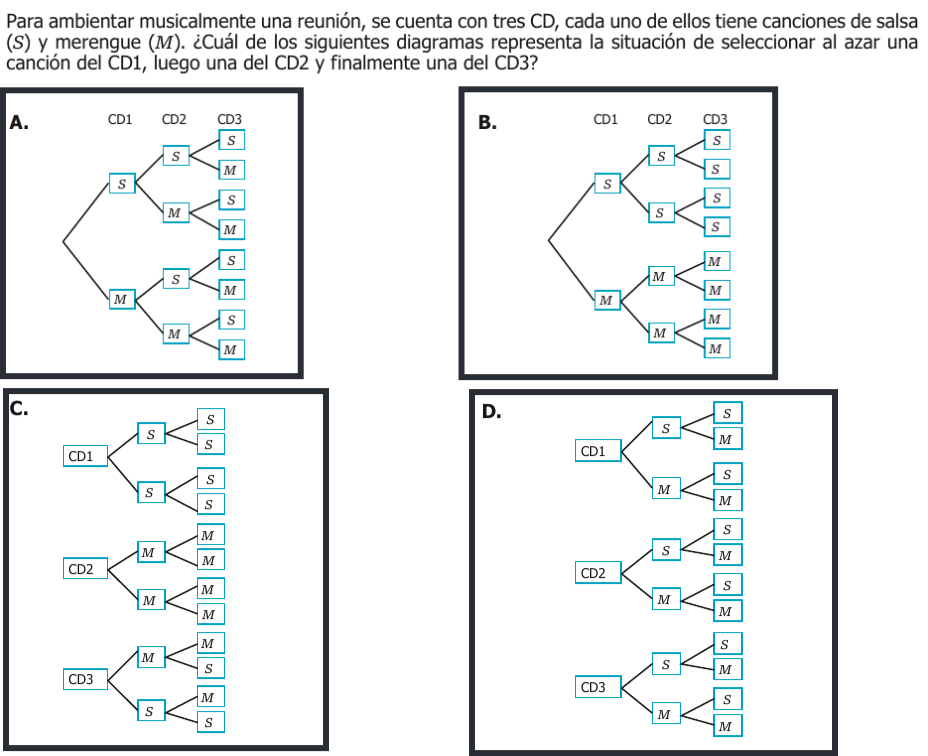 Para ambientar musicalmente una reunión, se cuenta con tres CD, cada uno de ellos tiene canciones de salsa
(S) y merengue (M). ¿Cuál de los siguientes diagramas representa la situación de seleccionar al azar una
canción del CD1, luego una del CD2 y finalmente una del CD3?
A. CD1 CD2 CD3
S
S
M
S
S
M
M
S
S
M
M
S
M
M
B. CD1 CD2 CD3
S
S
S
S
S
S
S
M
M
M
M
M
M
M
C.
S
S
S
CD1
S
S
S
M
M
M
CD2
M
M
M
M
M
S
CD3
M
S
S
D.
S
S
M
CD1
S
M
M
S
S
M
CD2
S
M
M
S
S
M
CD3
S
M
M